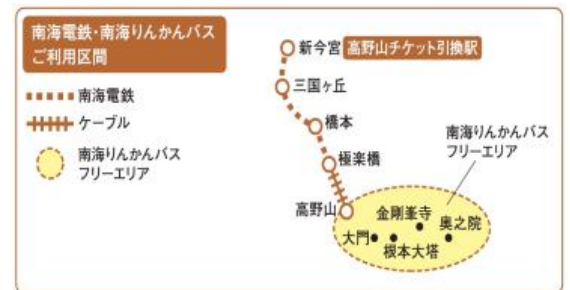 南海電鉄・南海りんかんバス
ご利用区間
南海電鉄
ケーブル
南海りんかんバス
フリーエリア
新今宮
高野山チケット引換駅
三国ヶ丘
橋本
極楽橋
高野山
南海りんかんバス
フリーエリア
金剛峯寺
奥之院
大門
根本大塔